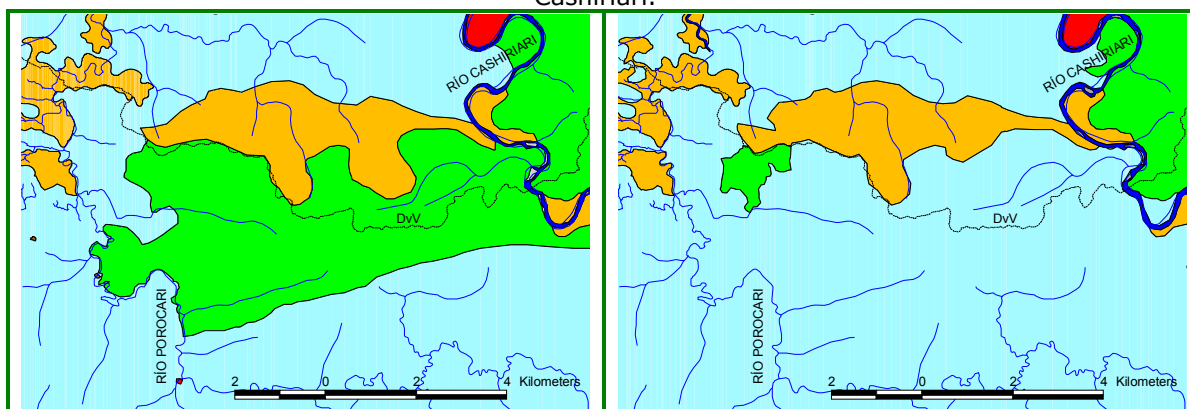 Cashiriari.
RÍO CASHIRIARI
DvV
RÍO POROCARI
2 0 2 4 Kilometers
RÍO CASHIRIARI
DvV
RÍO POROCARI
2 0 2 4 Kilometers